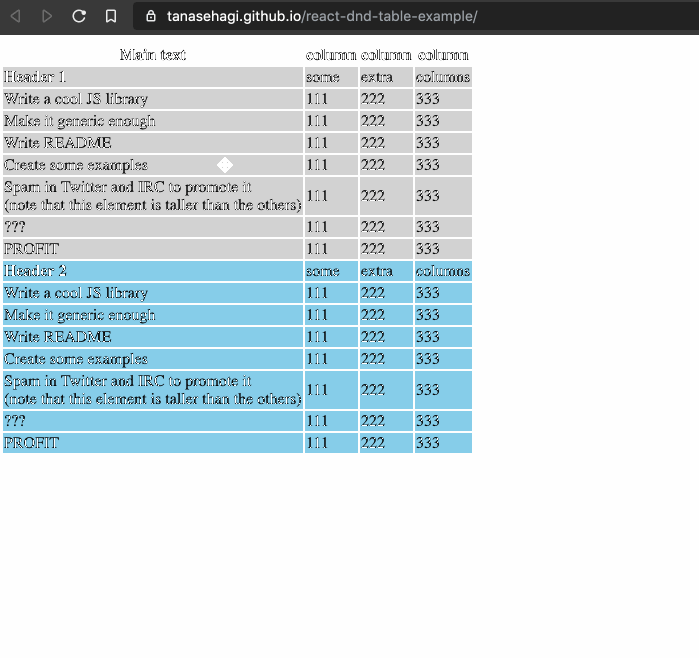 tanasehagi.github.io/react-dnd-table-example/
Main text column column column
Header 1 some extra columns
Write a cool JS library 111 222 333
Make it generic enough 111 222 333
Write README 111 222 333
Create some examples 111 222 333
Spam in Twitter and IRC to promote it
(note that this element is taller than the others) 111 222 333
??? 111 222 333
PROFIT 111 222 333
Header 2 some extra columns
Write a cool JS library 111 222 333
Make it generic enough 111 222 333
Write README 111 222 333
Create some examples 111 222 333
Spam in Twitter and IRC to promote it
(note that this element is taller than the others) 111 222 333
??? 111 222 333
PROFIT 111 222 333